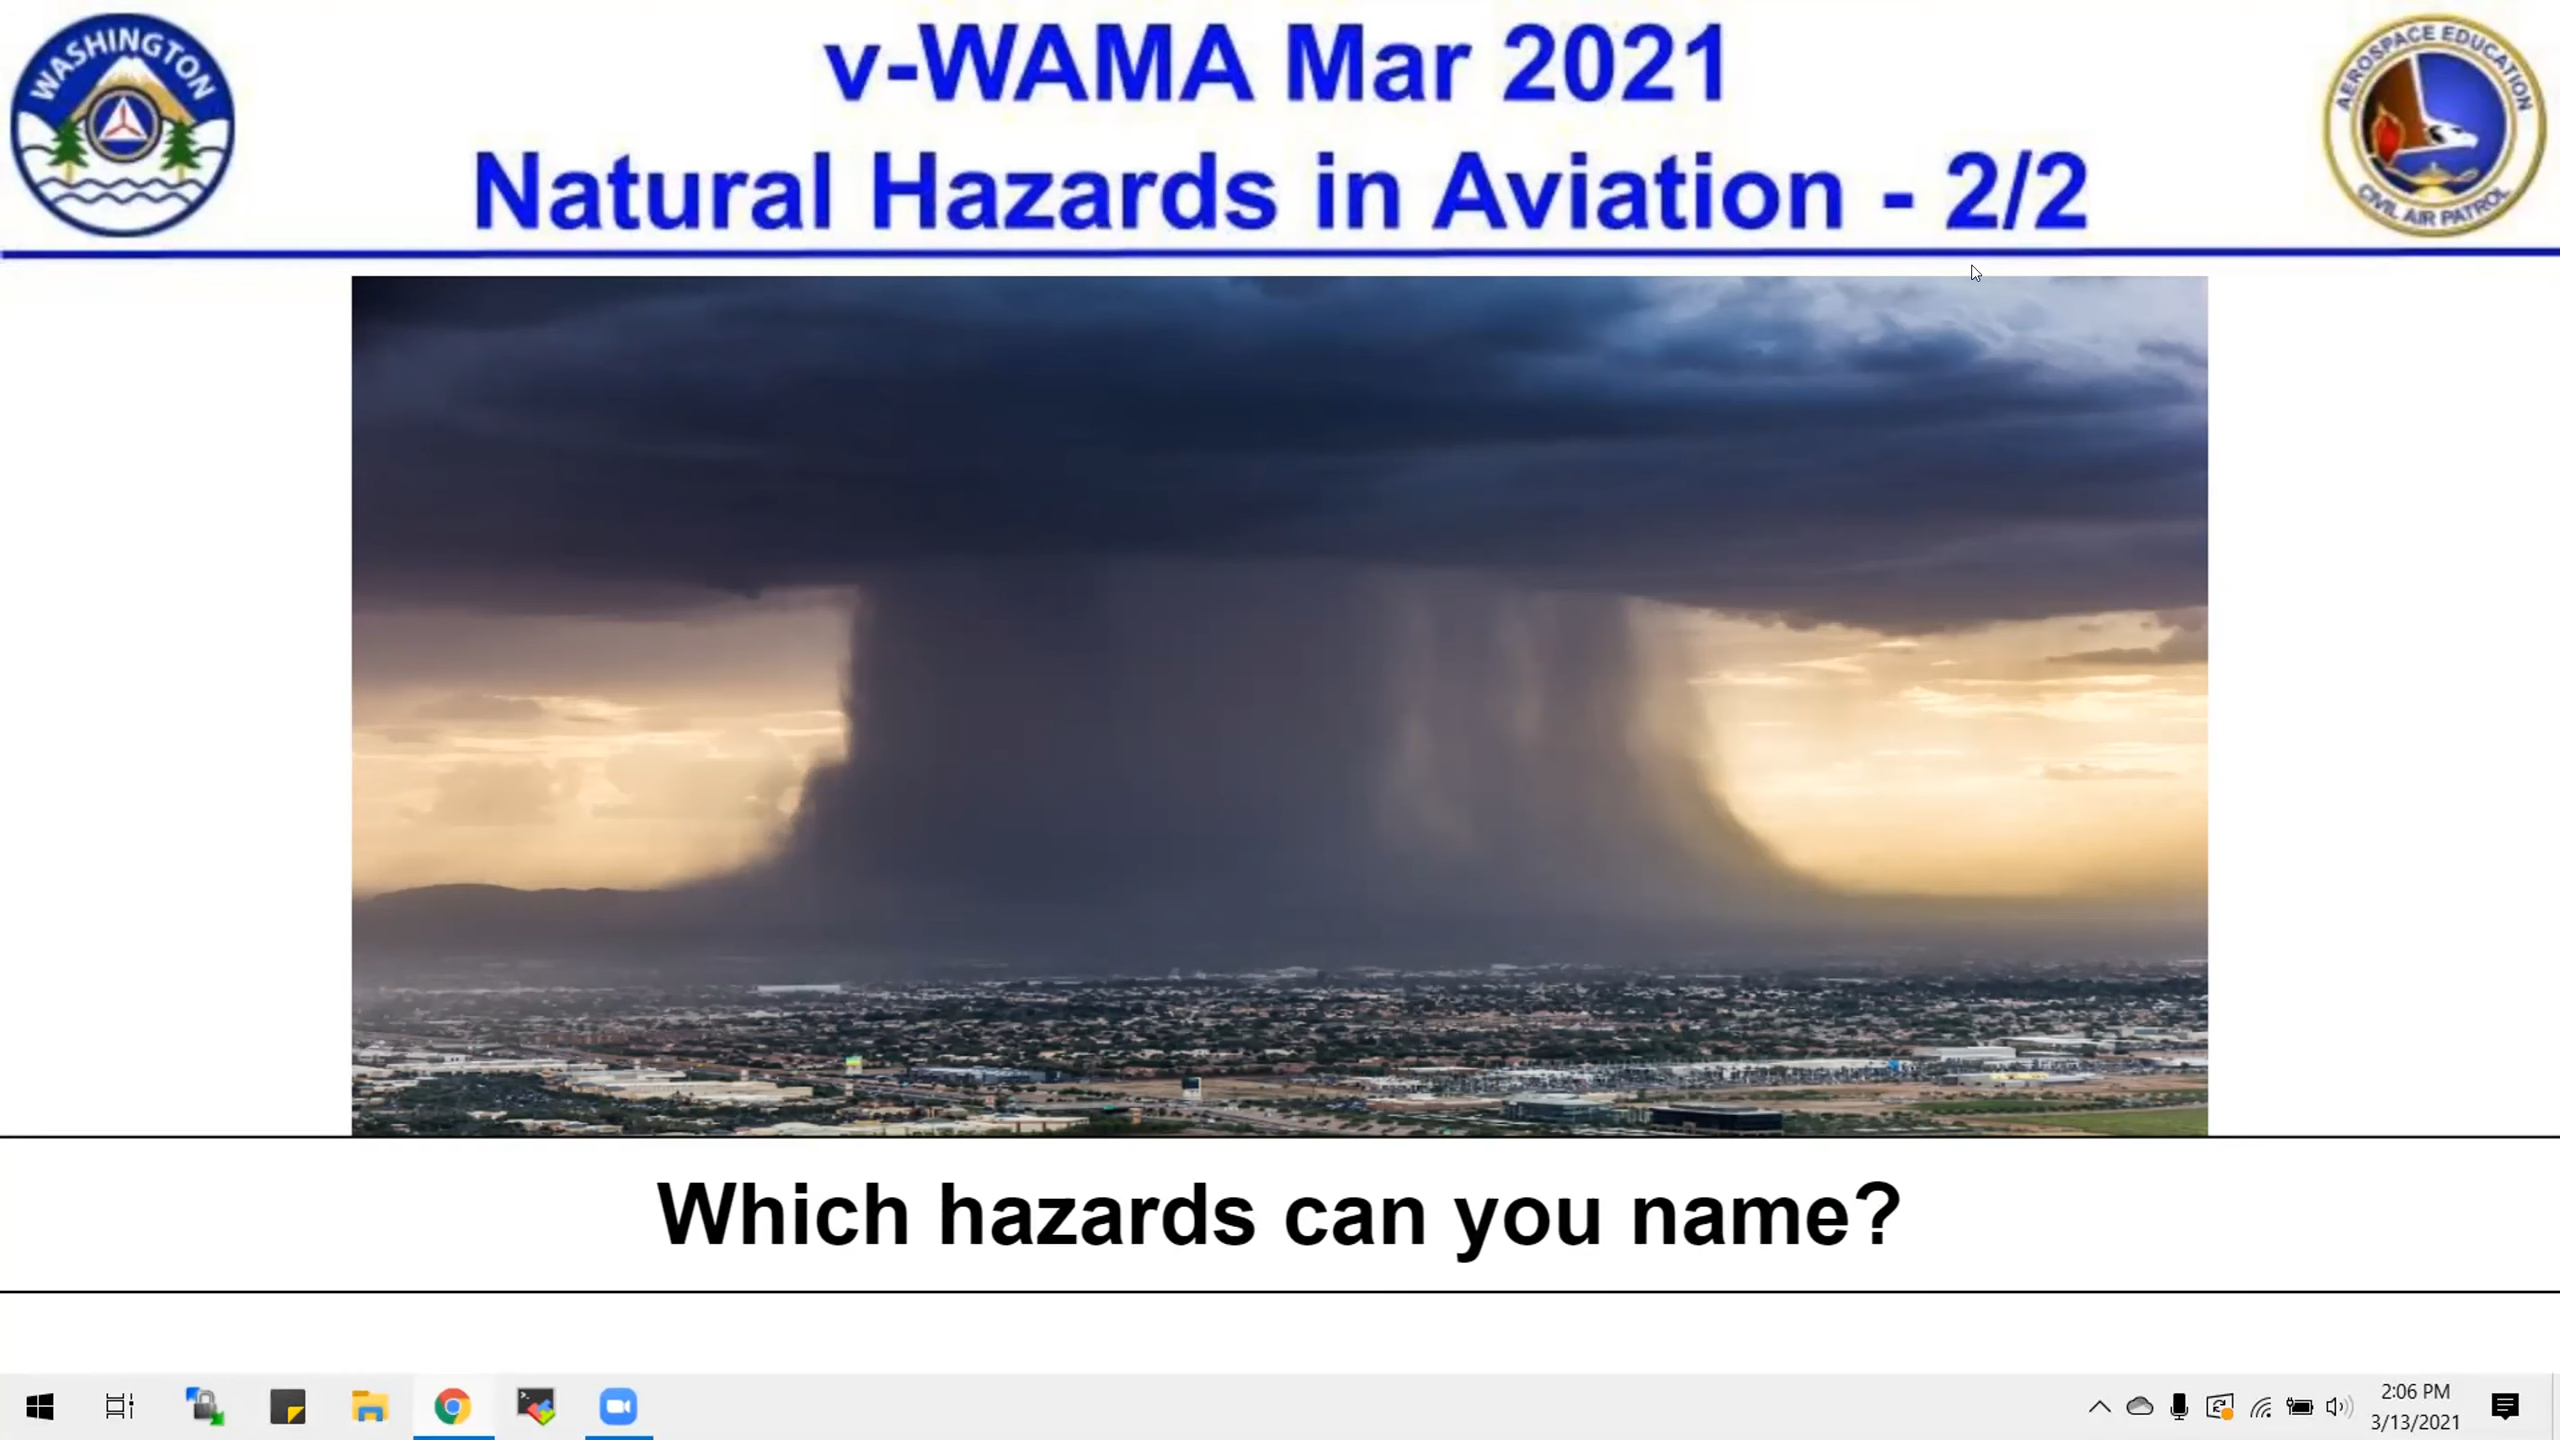 WASHINGTON
v-WAMA Mar 2021
Natural Hazards in Aviation - 2/2
AEROSPACE EDUCATION
CIVIL AIR PATROL
Which hazards can you name?
2:06 PM
3/13/2021